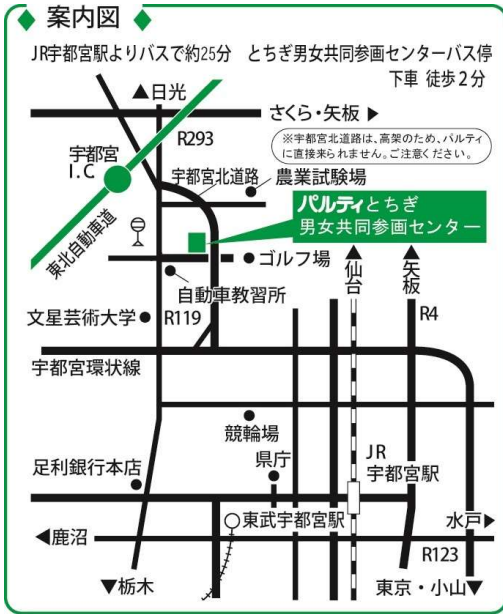 案内図
JR宇都宮駅よりバスで約25分　とちぎ男女共同参画センターバス停
下車 徒歩2分
▲日光
さくら・矢板 ▶
R293
※宇都宮北道路は、高架のため、パルティ
に直接来られません。ご注意ください。
宇都宮
I.C
宇都宮北道路
農業試験場
東北自動車道
パルティとちぎ
男女共同参画センター
ゴルフ場
▲仙台
▲矢板
自動車教習所
文星芸術大学
R119
R4
宇都宮環状線
競輪場
県庁
JR
宇都宮駅
足利銀行本店
東武宇都宮駅
水戸▶
◀鹿沼
R123
▼栃木
東京・小山▼